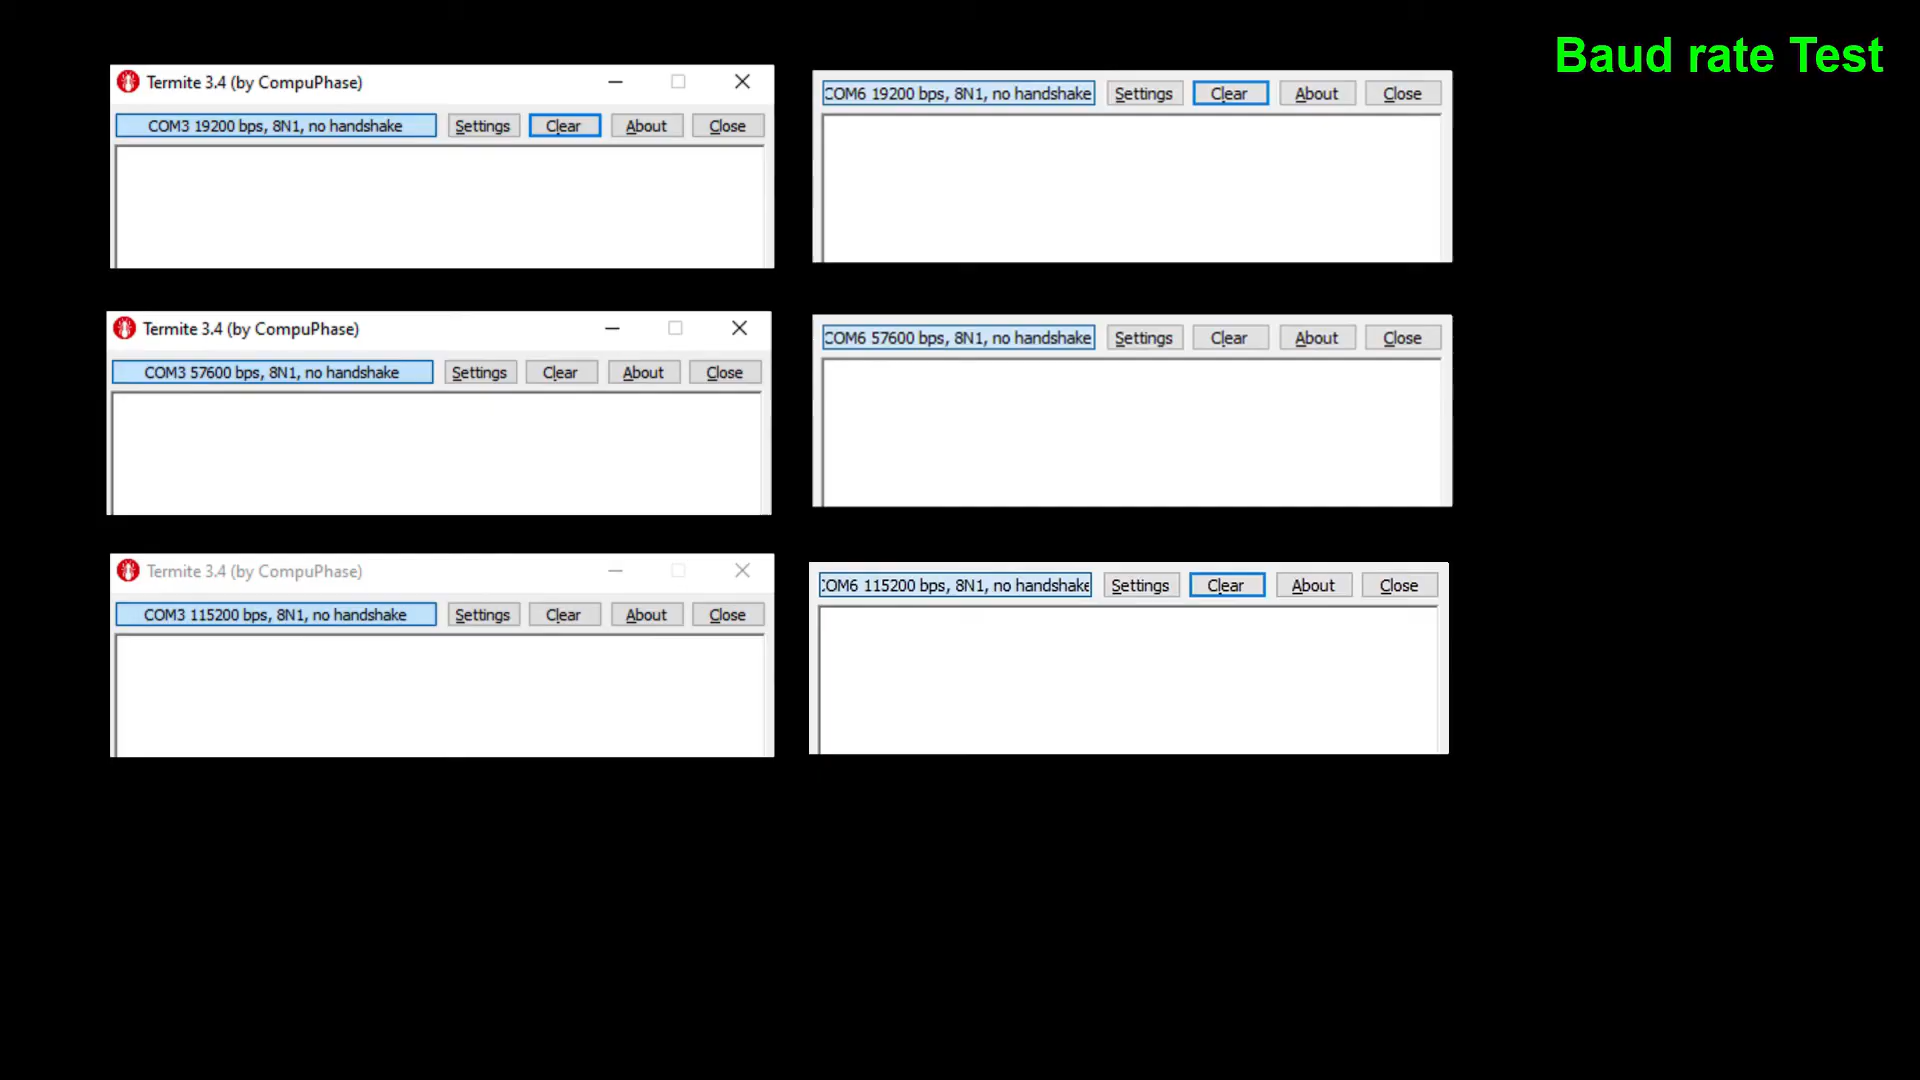 Baud rate Test
Termite 3.4 (by CompuPhase)
COM3 19200 bps, 8N1, no handshake Settings Clear About Close
COM6 19200 bps, 8N1, no handshake Settings Clear About Close
Termite 3.4 (by CompuPhase)
COM3 57600 bps, 8N1, no handshake Settings Clear About Close
COM6 57600 bps, 8N1, no handshake Settings Clear About Close
Termite 3.4 (by CompuPhase)
COM3 115200 bps, 8N1, no handshake Settings Clear About Close
COM6 115200 bps, 8N1, no handshake Settings Clear About Close